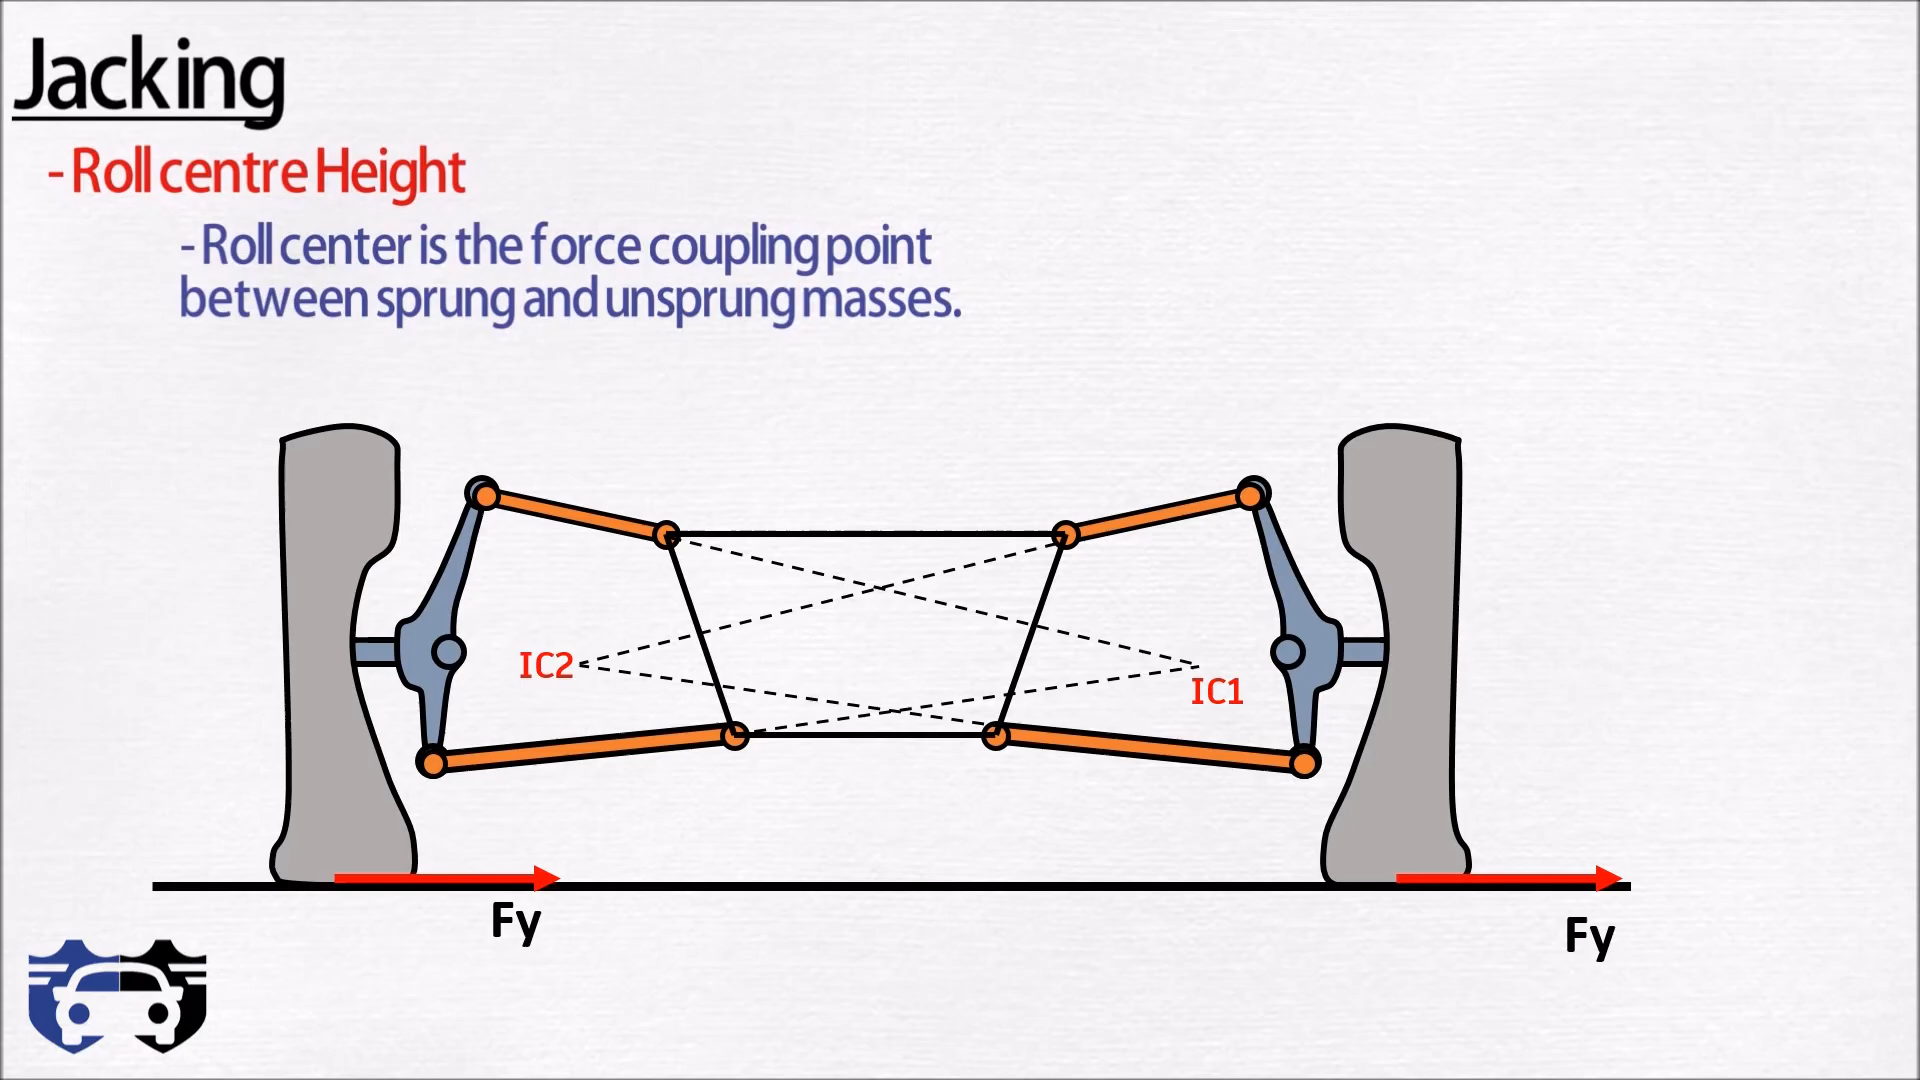 Jacking
- Roll centre Height
- Roll center is the force coupling point
between sprung and unsprung masses.
IC2
IC1
Fy
Fy